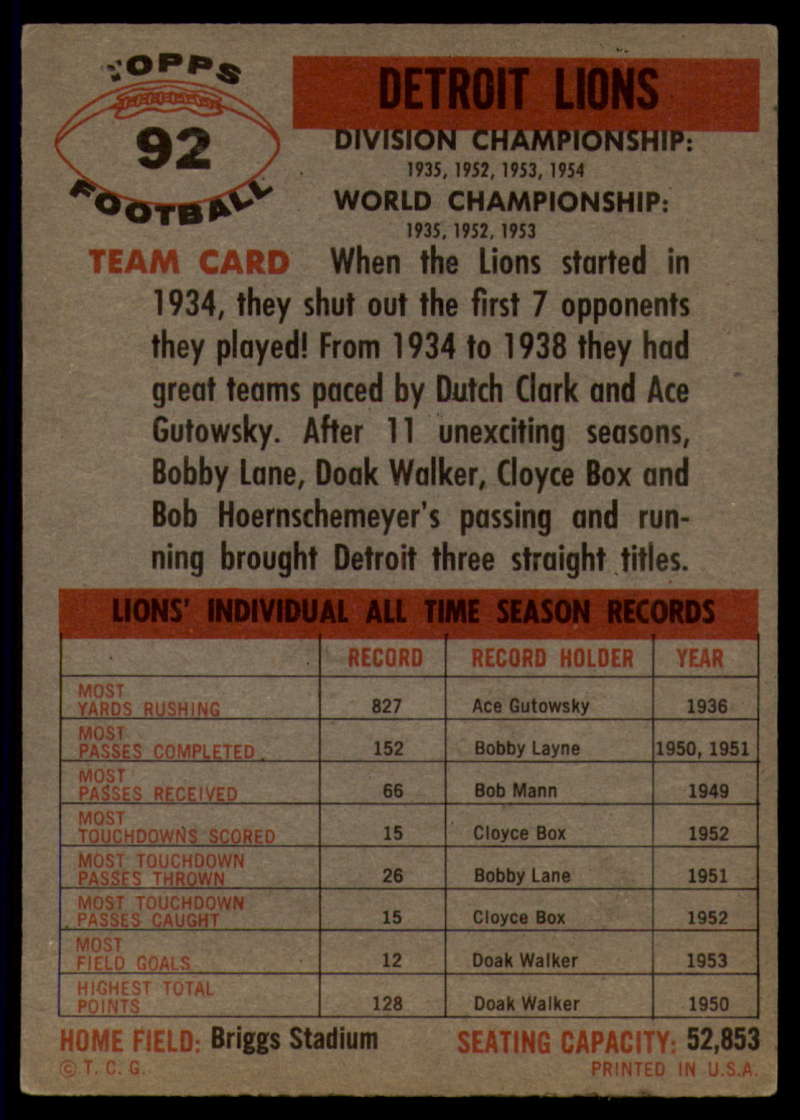 TOPPS
92
FOOTBALL
DETROIT LIONS
DIVISION CHAMPIONSHIP:
1935, 1952, 1953, 1954
WORLD CHAMPIONSHIP:
1935, 1952, 1953
TEAM CARD When the Lions started in
1934, they shut out the first 7 opponents
they played! From 1934 to 1938 they had
great teams paced by Dutch Clark and Ace
Gutowsky. After 11 unexciting seasons,
Bobby Lane, Doak Walker, Cloyce Box and
Bob Hoernschemeyer's passing and run-
ning brought Detroit three straight titles.
LIONS' INDIVIDUAL ALL TIME SEASON RECORDS
RECORD RECORD HOLDER YEAR
MOST
YARDS RUSHING 827 Ace Gutowsky 1936
MOST
PASSES COMPLETED 152 Bobby Layne 1950, 1951
MOST
PASSES RECEIVED 66 Bob Mann 1949
MOST
TOUCHDOWNS SCORED 15 Cloyce Box 1952
MOST TOUCHDOWN
PASSES THROWN 26 Bobby Lane 1951
MOST TOUCHDOWN
PASSES CAUGHT 15 Cloyce Box 1952
MOST
FIELD GOALS 12 Doak Walker 1953
HIGHEST TOTAL
POINTS 128 Doak Walker 1950
HOME FIELD: Briggs Stadium SEATING CAPACITY: 52,853
© T. C. G. PRINTED IN U.S.A.